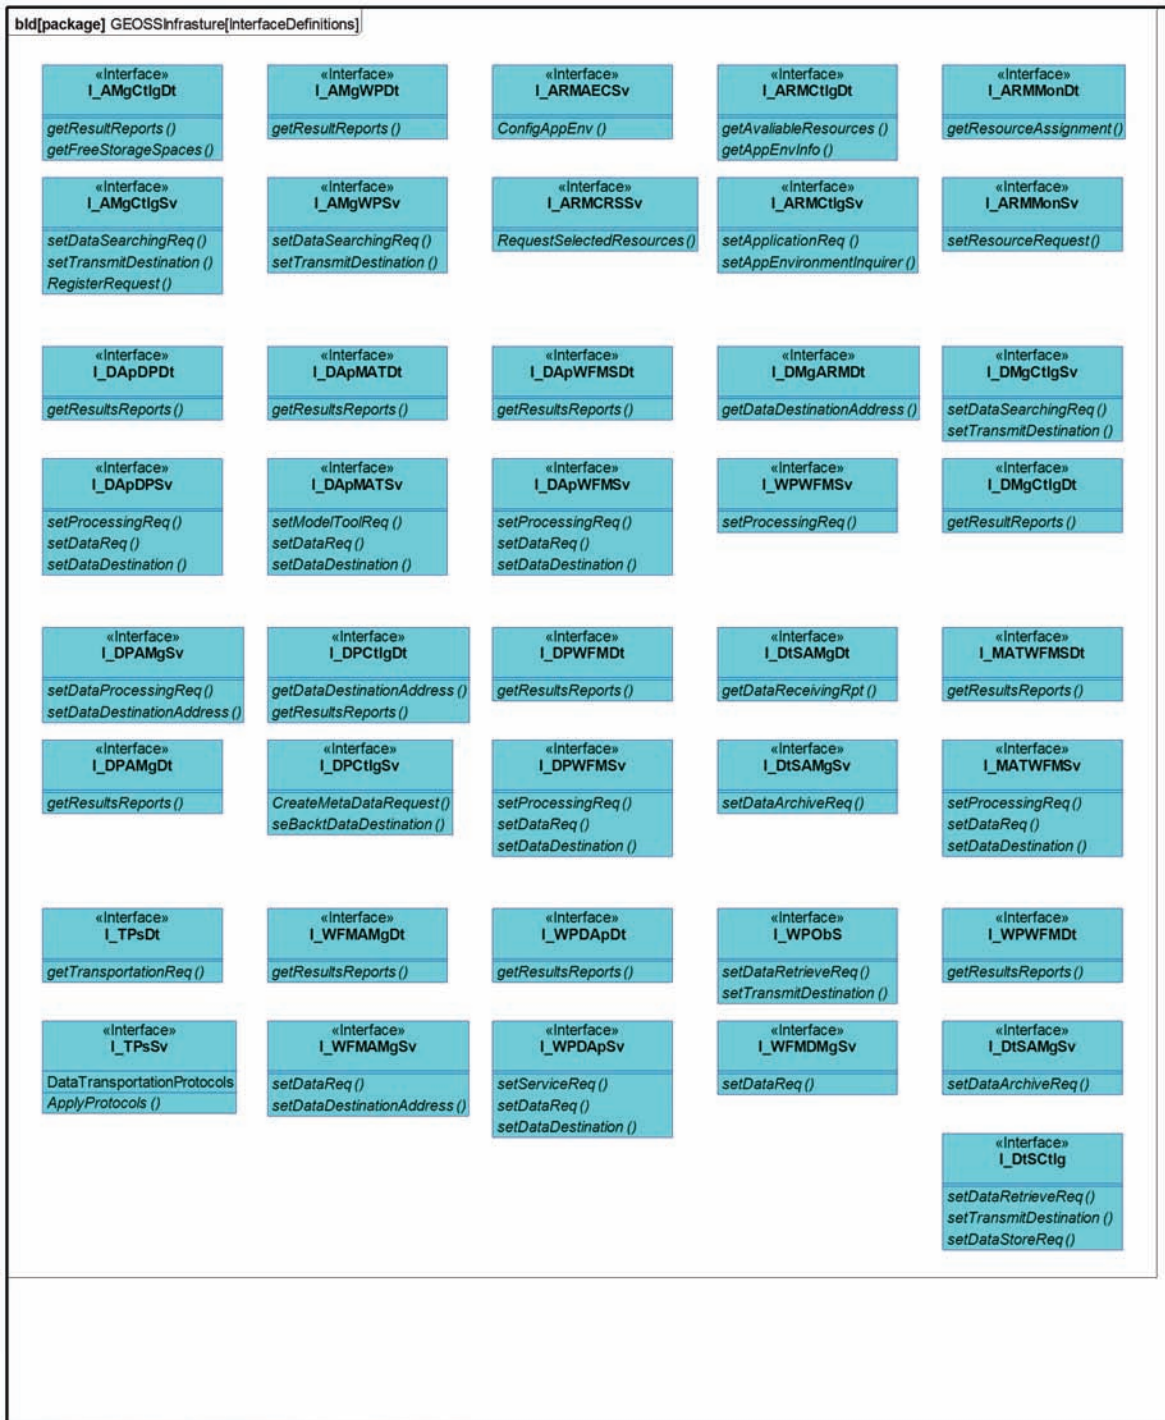 bId[package] GEOSSInfrasture[InterfaceDefinitions]
«Interface»
I_AMgCtlgDt
getResultReports ()
getFreeStorageSpaces ()
«Interface»
I_AMgWPDt
getResultReports ()
«Interface»
I_ARMAECSv
ConfigAppEnv ()
«Interface»
I_ARMCtlgDt
getAvaliableResources ()
getAppEnvInfo ()
«Interface»
I_ARMMonDt
getResourceAssignment()
«Interface»
I_AMgCtlgSv
setDataSearchingReq ()
setTransmitDestination ()
RegisterRequest ()
«Interface»
I_AMgWPSv
setDataSearchingReq ()
setTransmitDestination ()
«Interface»
I_ARMCRSSv
RequestSelectedResources ()
«Interface»
I_ARMCtlgSv
setApplicationReq ()
setAppEnvironmentInquirer ()
«Interface»
I_ARMMonSv
setResourceRequest ()
«Interface»
I_DApDPDt
getResultsReports ()
«Interface»
I_DApMATDt
getResultsReports ()
«Interface»
I_DApWFMSDt
getResultsReports ()
«Interface»
I_DMgARMDt
getDataDestinationAddress ()
«Interface»
I_DMgCtlgSv
setDataSearchingReq ()
setTransmitDestination ()
«Interface»
I_DApDPSv
setProcessingReq ()
setDataReq ()
setDataDestination ()
«Interface»
I_DApMATSv
setModelToolReq ()
setDataReq ()
setDataDestination ()
«Interface»
I_DApWFMSv
setProcessingReq ()
setDataReq ()
setDataDestination ()
«Interface»
I_WPWFMSv
setProcessingReq ()
«Interface»
I_DMgCtlgDt
getResultReports ()
«Interface»
I_DPAMgSv
setDataProcessingReq ()
setDataDestinationAddress ()
«Interface»
I_DPCtlgDt
getDataDestinationAddress ()
getResultsReports ()
«Interface»
I_DPWFMDt
getResultsReports ()
«Interface»
I_DtSAMgDt
getDataReceivingRpt ()
«Interface»
I_MATWFMSDt
getResultsReports ()
«Interface»
I_DPAMgDt
getResultsReports ()
«Interface»
I_DPCtlgSv
CreateMetaDataRequest()
seBacktDataDestination ()
«Interface»
I_DPWFMSv
setProcessingReq ()
setDataReq ()
setDataDestination ()
«Interface»
I_DtSAMgSv
setDataArchiveReq ()
«Interface»
I_MATWFMSv
setProcessingReq ()
setDataReq ()
setDataDestination ()
«Interface»
I_TPsDt
getTransportationReq ()
«Interface»
I_WFMAMgDt
getResultsReports ()
«Interface»
I_WPDApDt
getResultsReports ()
«Interface»
I_WPObS
setDataRetrieveReq ()
setTransmitDestination ()
«Interface»
I_WPWFMDt
getResultsReports ()
«Interface»
I_TPsSv
DataTransportationProtocols
ApplyProtocols ()
«Interface»
I_WFMAMgSv
setDataReq ()
setDataDestinationAddress ()
«Interface»
I_WPDApSv
setServiceReq ()
setDataReq ()
setDataDestination ()
«Interface»
I_WFMDMgSv
setDataReq ()
«Interface»
I_DtSAMgSv
setDataArchiveReq ()
«Interface»
I_DtSCtlg
setDataRetrieveReq ()
setTransmitDestination ()
setDataStoreReq ()